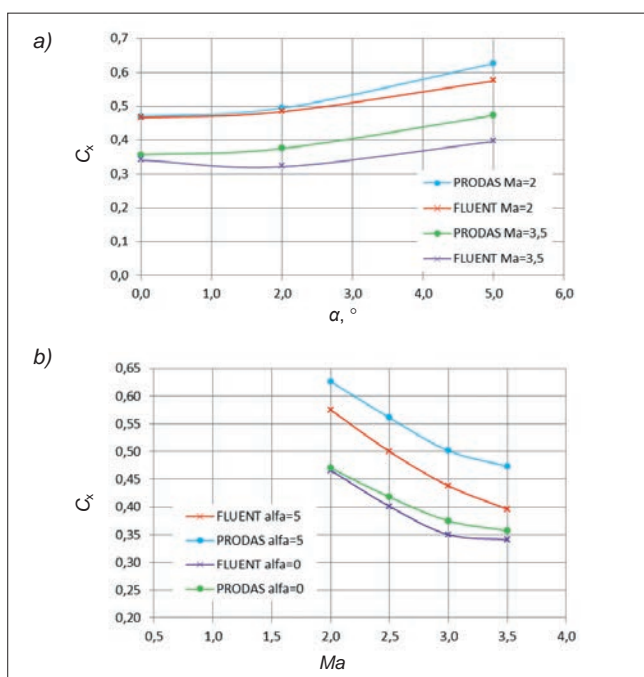 a)
0,7
0,6
0,5
0,4
0,3
0,2
0,1
0,0
Cx
PRODAS Ma=2
FLUENT Ma=2
PRODAS Ma=3,5
FLUENT Ma=3,5
0,0 1,0 2,0 3,0 4,0 5,0 6,0
α, °
b)
0,65
0,60
0,55
0,50
0,45
0,40
0,35
0,30
0,25
0,20
Cx
FLUENT alfa=5
PRODAS alfa=5
FLUENT alfa=0
PRODAS alfa=0
0,5 1,0 1,5 2,0 2,5 3,0 3,5 4,0
Ma